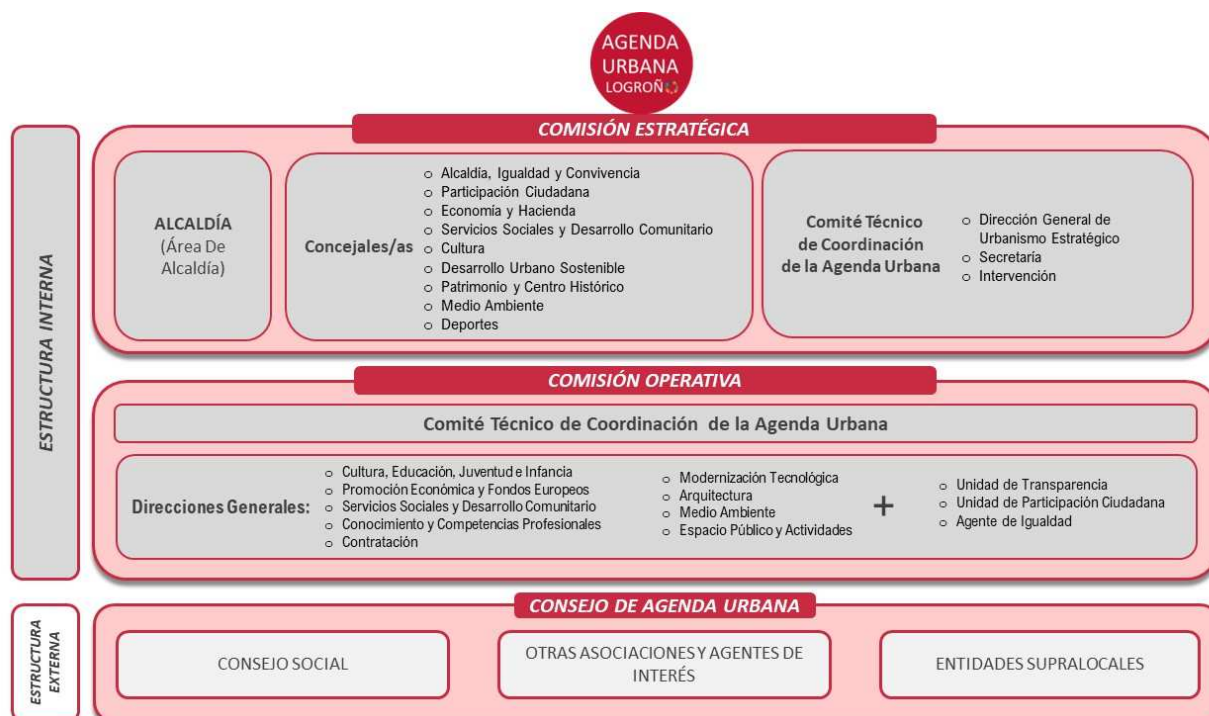 AGENDA
URBANA
LOGROÑO
ESTRUCTURA INTERNA
COMISIÓN ESTRATÉGICA
ALCALDÍA
(Área De
Alcaldía)
Concejales/as
o Alcaldía, Igualdad y Convivencia
o Participación Ciudadana
o Economía y Hacienda
o Servicios Sociales y Desarrollo Comunitario
o Cultura
o Desarrollo Urbano Sostenible
o Patrimonio y Centro Histórico
o Medio Ambiente
o Deportes
Comité Técnico
de Coordinación
de la Agenda Urbana
o Dirección General de
Urbanismo Estratégico
o Secretaría
o Intervención
COMISIÓN OPERATIVA
Comité Técnico de Coordinación de la Agenda Urbana
Direcciones Generales:
o Cultura, Educación, Juventud e Infancia
o Promoción Económica y Fondos Europeos
o Servicios Sociales y Desarrollo Comunitario
o Conocimiento y Competencias Profesionales
o Contratación
o Modernización Tecnológica
o Arquitectura
o Medio Ambiente
o Espacio Público y Actividades
+
o Unidad de Transparencia
o Unidad de Participación Ciudadana
o Agente de Igualdad
ESTRUCTURA
EXTERNA
CONSEJO DE AGENDA URBANA
CONSEJO SOCIAL
OTRAS ASOCIACIONES Y AGENTES DE
INTERÉS
ENTIDADES SUPRALOCALES